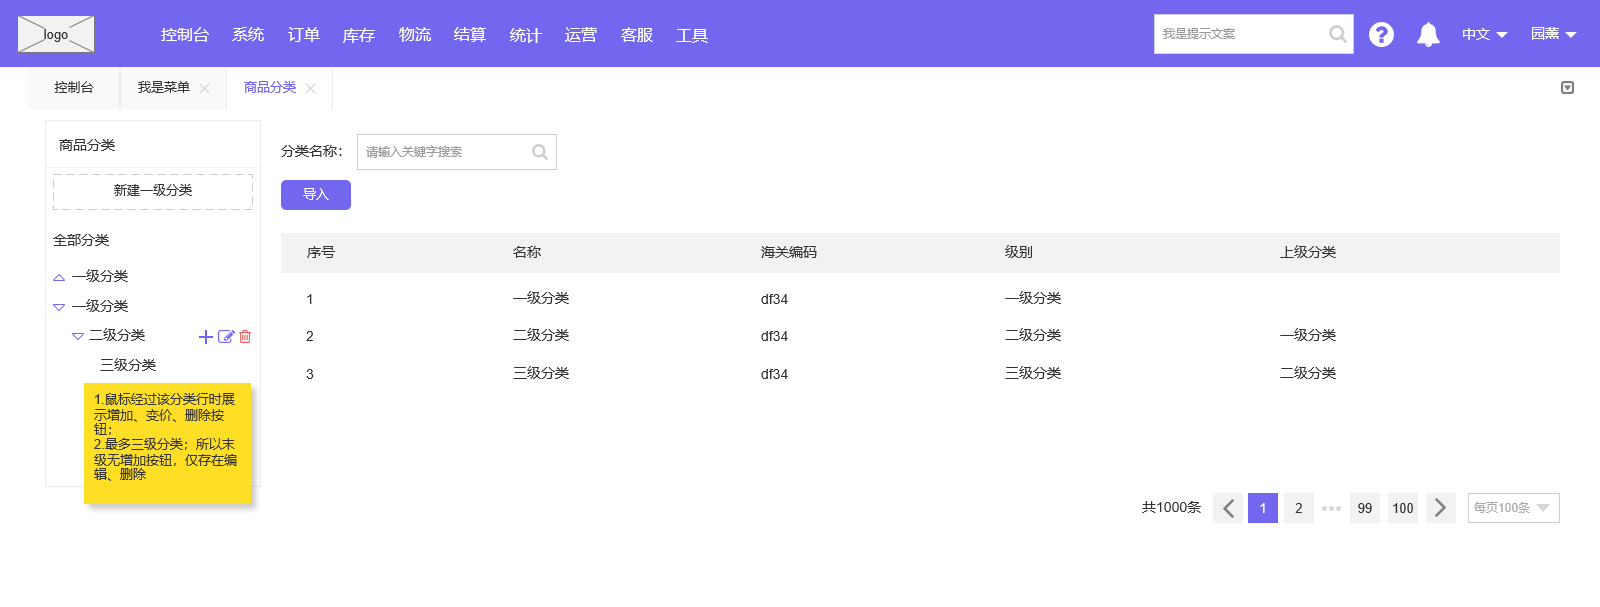 logo
控制台 系统 订单 库存 物流 结算 统计 运营 客服 工具
我是提示文案
中文
园薰
控制台 我是菜单 商品分类
商品分类
新建一级分类
全部分类
一级分类
一级分类
二级分类
三级分类
1.鼠标经过该分类行时展
示增加、变价、删除按
钮；
2.最多三级分类；所以末
级无增加按钮，仅存在编
辑、删除
分类名称： 请输入关键字搜索
导入
序号 名称 海关编码 级别 上级分类
1 一级分类 df34 一级分类
2 二级分类 df34 二级分类 一级分类
3 三级分类 df34 三级分类 二级分类
共1000条 1 2 ••• 99 100 每页100条